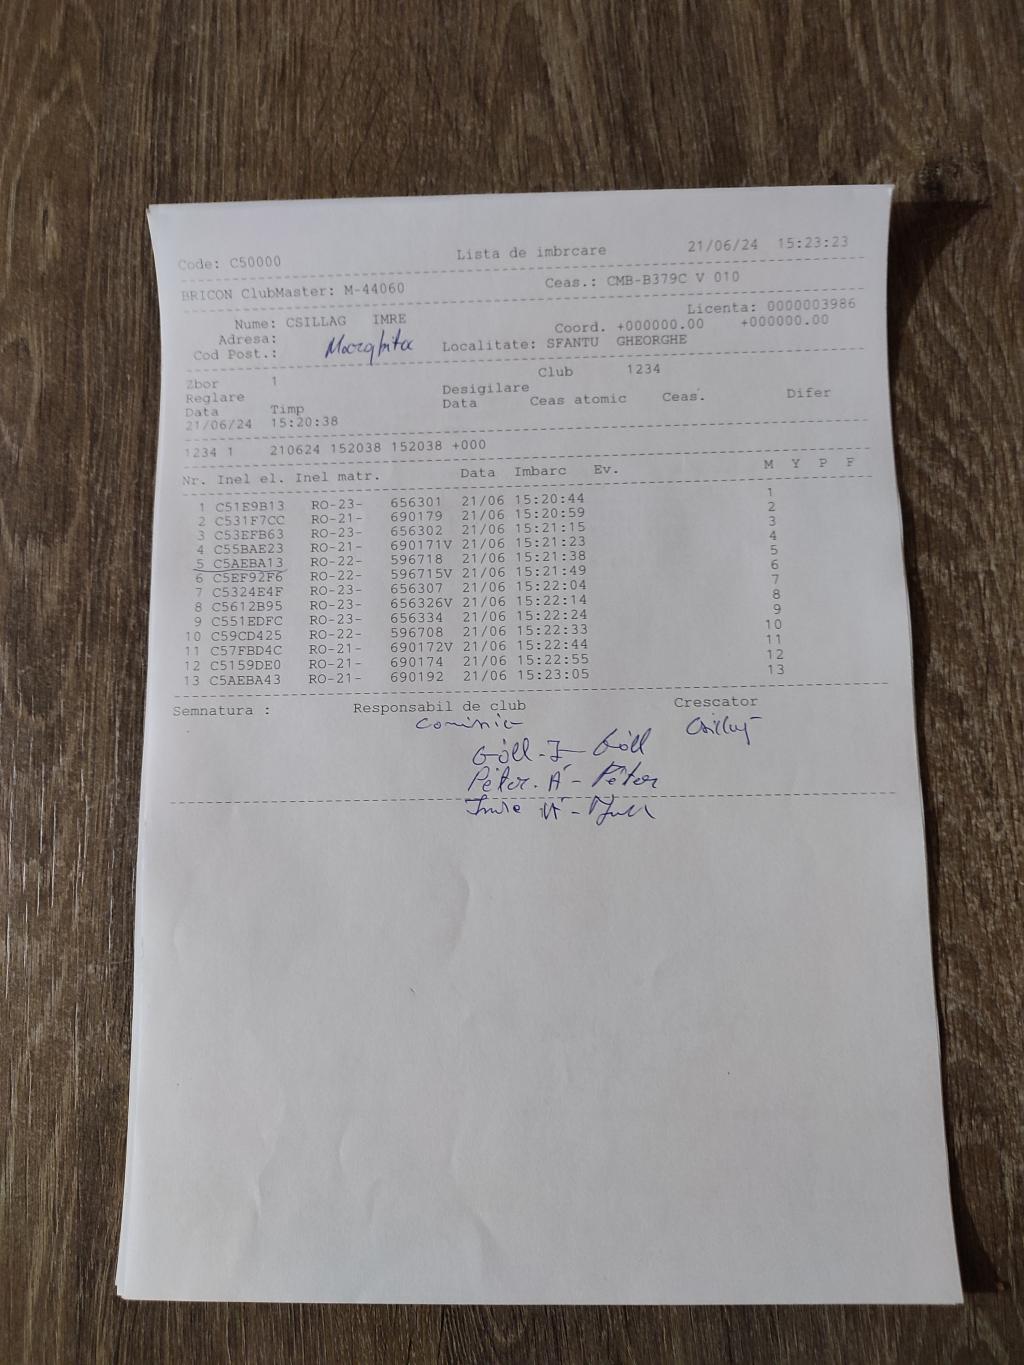 Code: C50000 Lista de imbrcare 21/06/24 15:23:23
BRICON ClubMaster: M-44060 Ceas.: CMB-B379C V 010
Licenta: 0000003986
Nume: CSILLAG IMRE Coord. +000000.00 +000000.00
Adresa:
Cod Post.: Marghita Localitate: SFANTU GHEORGHE
Zbor 1 Club 1234
Reglare Desigilare
Data Timp Data Ceas atomic Ceas. Difer
21/06/24 15:20:38
1234 1 210624 152038 152038 +000
Nr. Inel el. Inel matr. Data Imbarc Ev. M Y P F
1 C51E9B13 RO-23- 656301 21/06 15:20:44 1
2 C531F7CC RO-21- 690179 21/06 15:20:59 2
3 C53EFB63 RO-23- 656302 21/06 15:21:15 3
4 C55BAE23 RO-21- 690171V 21/06 15:21:23 4
5 C5AEBA13 RO-22- 596718 21/06 15:21:38 5
6 C5EF92F6 RO-22- 596715V 21/06 15:21:49 6
7 C5324E4F RO-23- 656307 21/06 15:22:04 7
8 C5612B95 RO-23- 656326V 21/06 15:22:14 8
9 C551EDFC RO-23- 656334 21/06 15:22:24 9
10 C59CD425 RO-22- 596708 21/06 15:22:33 10
11 C57FBD4C RO-21- 690172V 21/06 15:22:44 11
12 C5159DE0 RO-21- 690174 21/06 15:22:55 12
13 C5AEBA43 RO-21- 690192 21/06 15:23:05 13
Semnatura : Responsabil de club Crescator
Csillag
Göll. I- Göll
Péter. Á - Péter
Imre Á -